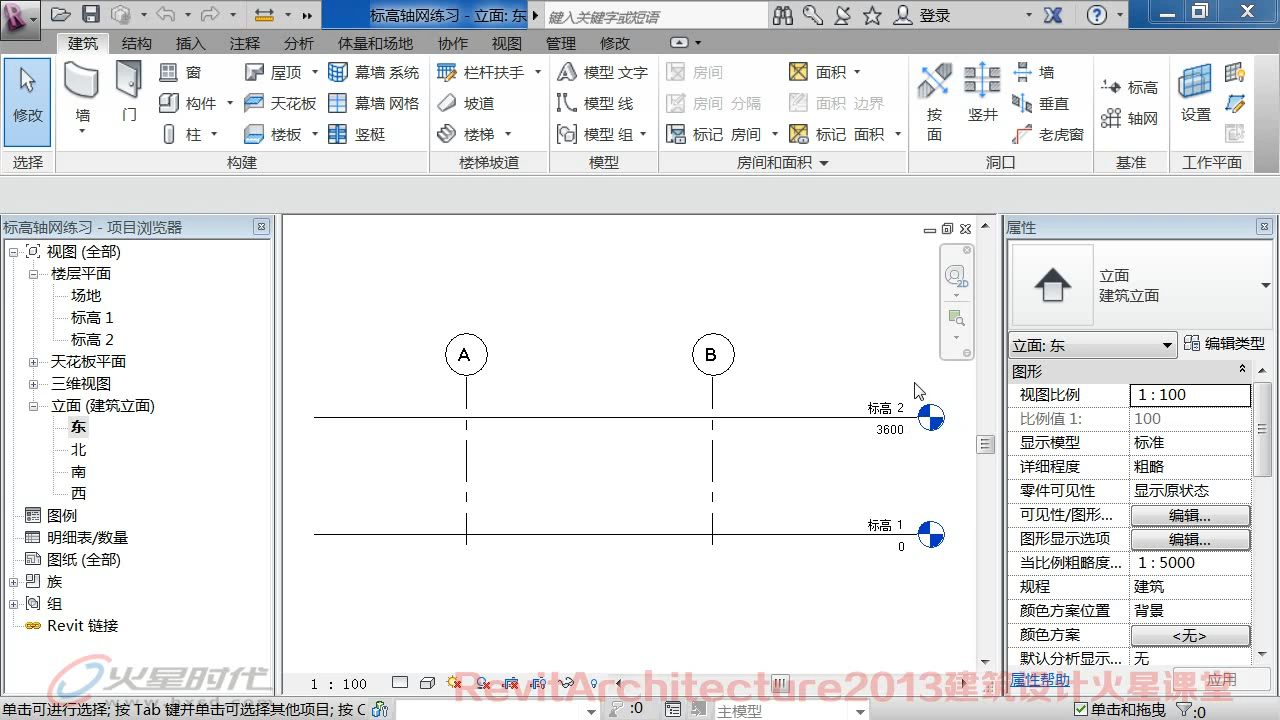 标高轴网练习 - 立面: 东
键入关键字或短语
登录
建筑 结构 插入 注释 分析 体量和场地 协作 视图 管理 修改
窗 屋顶 幕墙 系统 栏杆扶手 模型 文字 房间 面积 墙
修改 墙 门 构件 天花板 幕墙 网格 坡道 模型 线 房间 分隔 面积 边界 按面 竖井 垂直 标高 轴网 设置
柱 楼板 竖梃 楼梯 模型 组 标记 房间 标记 面积 老虎窗
选择 构建 楼梯坡道 模型 房间和面积 洞口 基准 工作平面
标高轴网练习 - 项目浏览器
视图 (全部)
楼层平面
场地
标高 1
标高 2
天花板平面
三维视图
立面 (建筑立面)
东
北
南
西
图例
明细表/数量
图纸 (全部)
族
组
Revit 链接
火星时代
2D
A B
标高 2
3600
标高 1
0
1 : 100
属性
立面
建筑立面
立面: 东 编辑类型
图形
视图比例 1 : 100
比例值 1: 100
显示模型 标准
详细程度 粗略
零件可见性 显示原状态
可见性/图形... 编辑...
图形显示选项 编辑...
当比例粗略度... 1 : 5000
规程 建筑
颜色方案位置 背景
颜色方案 <无>
默认分析显示... 无
属性帮助 应用
RevitArchitecture2013建筑设计火星课堂
单击可进行选择; 按 Tab 键并单击可选择其他项目; 按 C
:0 主模型 单击和拖曳 :0